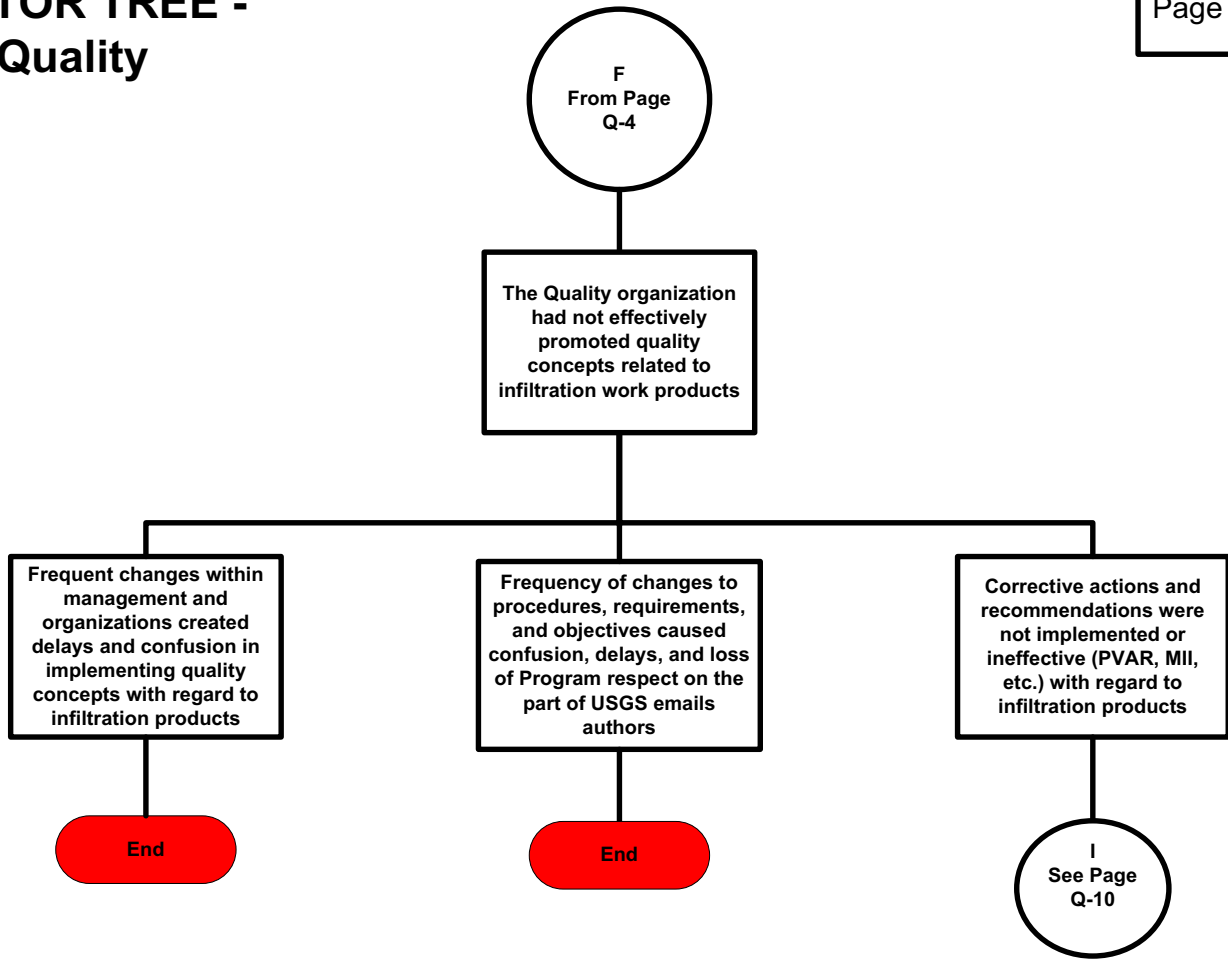 TOR TREE -
Quality
Page
F
From Page
Q-4
The Quality organization
had not effectively
promoted quality
concepts related to
infiltration work products
Frequent changes within
management and
organizations created
delays and confusion in
implementing quality
concepts with regard to
infiltration products
Frequency of changes to
procedures, requirements,
and objectives caused
confusion, delays, and loss
of Program respect on the
part of USGS emails
authors
Corrective actions and
recommendations were
not implemented or
ineffective (PVAR, MII,
etc.) with regard to
infiltration products
End
End
I
See Page
Q-10